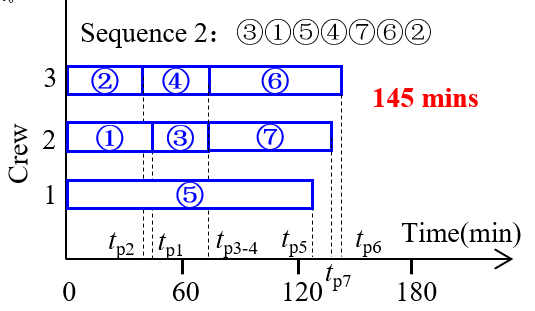 Sequence 2： ③①⑤④⑦⑥②
3 ② ④ ⑥
145 mins
2 ① ③ ⑦
Crew
1 ⑤
tp2 tp1 tp3-4 tp5 tp6 Time(min)
tp7
0 60 120 180